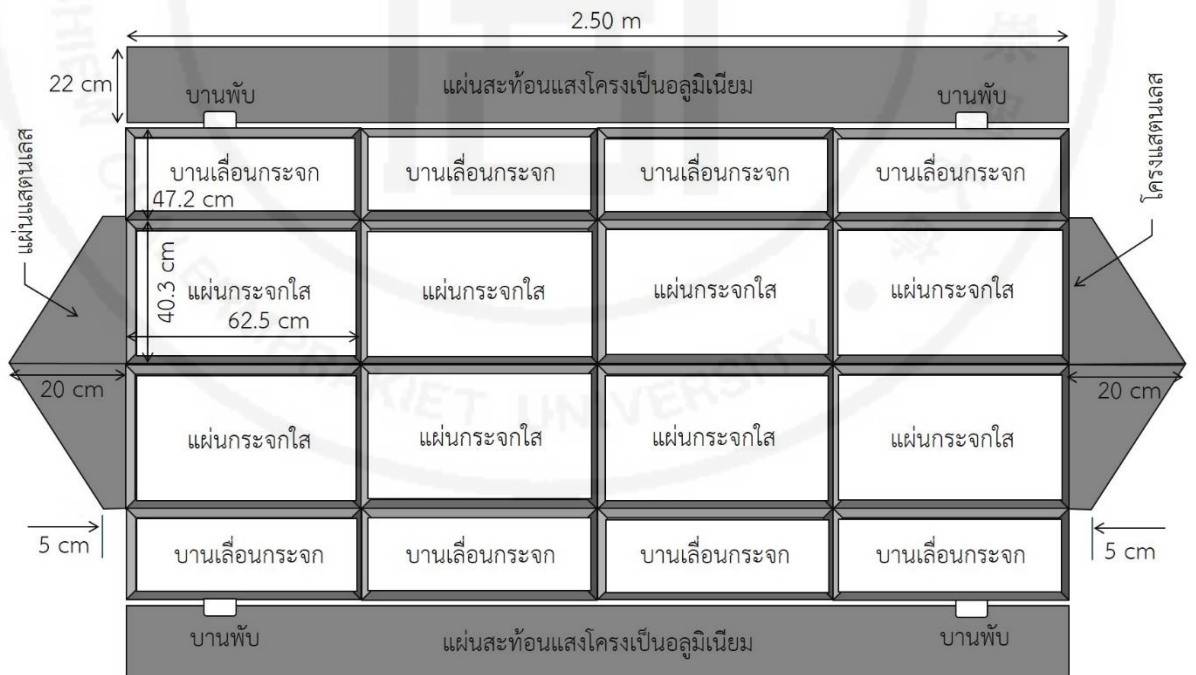 2.50 m
22 cm
แผ่นสะท้อนแสงโครงเป็นอลูมิเนียม
บานพับ
บานพับ
แผ่นแสตนเลส
โครงแสตนเลส
บานเลื่อนกระจก
บานเลื่อนกระจก
บานเลื่อนกระจก
บานเลื่อนกระจก
47.2 cm
40.3 cm
แผ่นกระจกใส
แผ่นกระจกใส
แผ่นกระจกใส
แผ่นกระจกใส
62.5 cm
20 cm
20 cm
แผ่นกระจกใส
แผ่นกระจกใส
แผ่นกระจกใส
แผ่นกระจกใส
5 cm
5 cm
บานเลื่อนกระจก
บานเลื่อนกระจก
บานเลื่อนกระจก
บานเลื่อนกระจก
บานพับ
แผ่นสะท้อนแสงโครงเป็นอลูมิเนียม
บานพับ